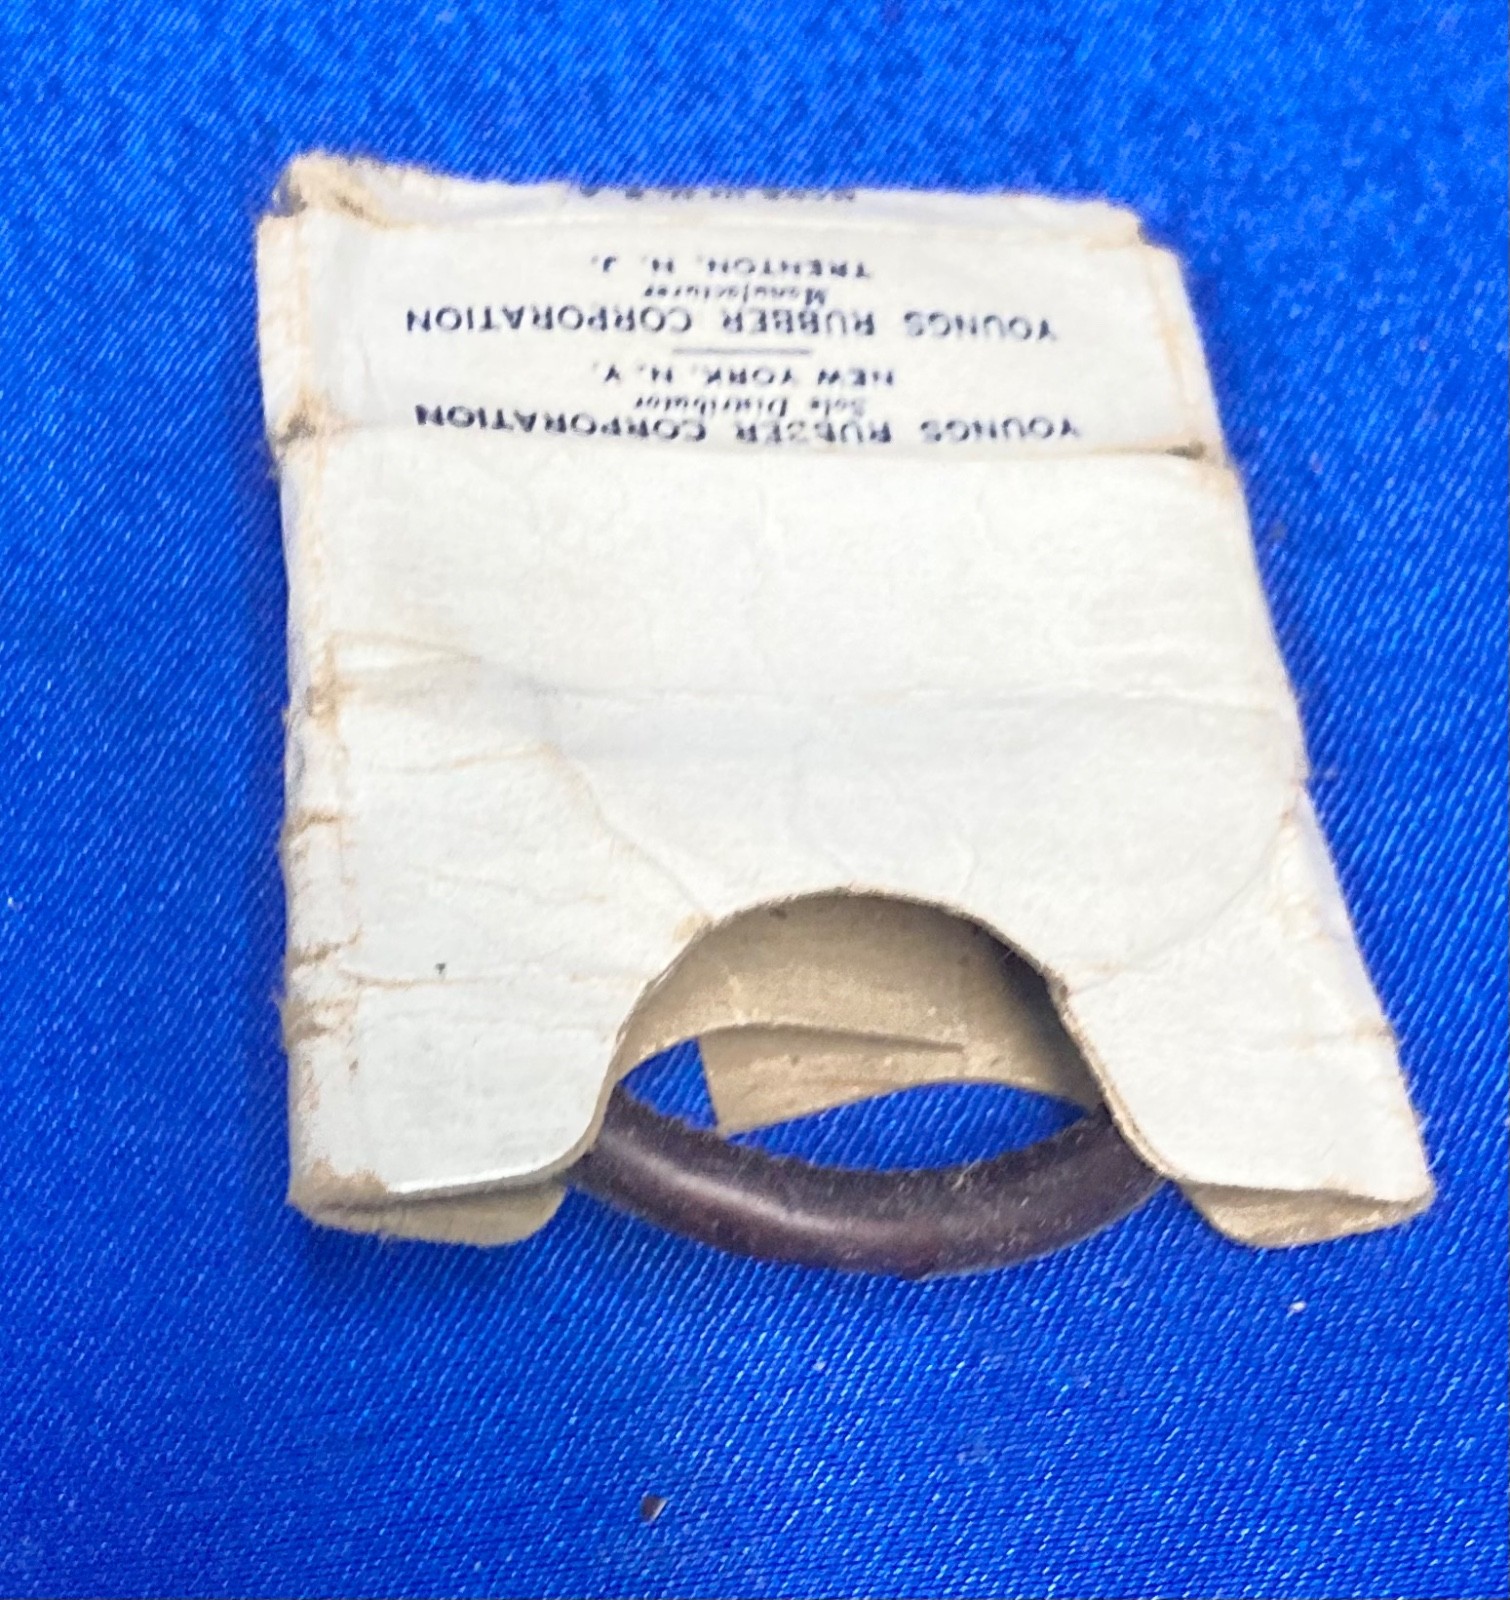 YOUNGS RUBBER CORPORATION
Sole Distributor
NEW YORK, N. Y.
YOUNGS RUBBER CORPORATION
Manufacturer
TRENTON, N. J.